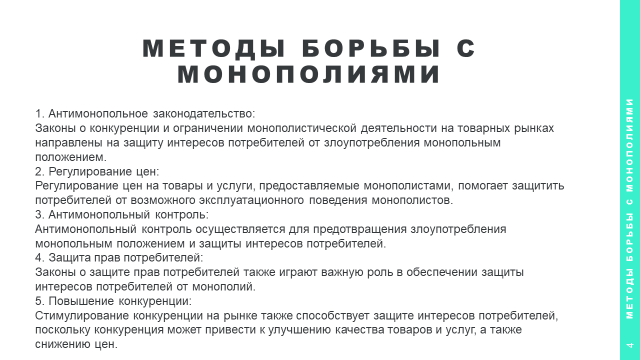 МЕТОДЫ БОРЬБЫ С
МОНОПОЛИЯМИ
1. Антимонопольное законодательство:
Законы о конкуренции и ограничении монополистической деятельности на товарных рынках
направлены на защиту интересов потребителей от злоупотребления монопольным
положением.
2. Регулирование цен:
Регулирование цен на товары и услуги, предоставляемые монополистами, помогает защитить
потребителей от возможного эксплуатационного поведения монополистов.
3. Антимонопольный контроль:
Антимонопольный контроль осуществляется для предотвращения злоупотребления
монопольным положением и защиты интересов потребителей.
4. Защита прав потребителей:
Законы о защите прав потребителей также играют важную роль в обеспечении защиты
интересов потребителей от монополий.
5. Повышение конкуренции:
Стимулирование конкуренции на рынке также способствует защите интересов потребителей,
поскольку конкуренция может привести к улучшению качества товаров и услуг, а также
снижению цен.
МЕТОДЫ БОРЬБЫ С МОНОПОЛИЯМИ
4